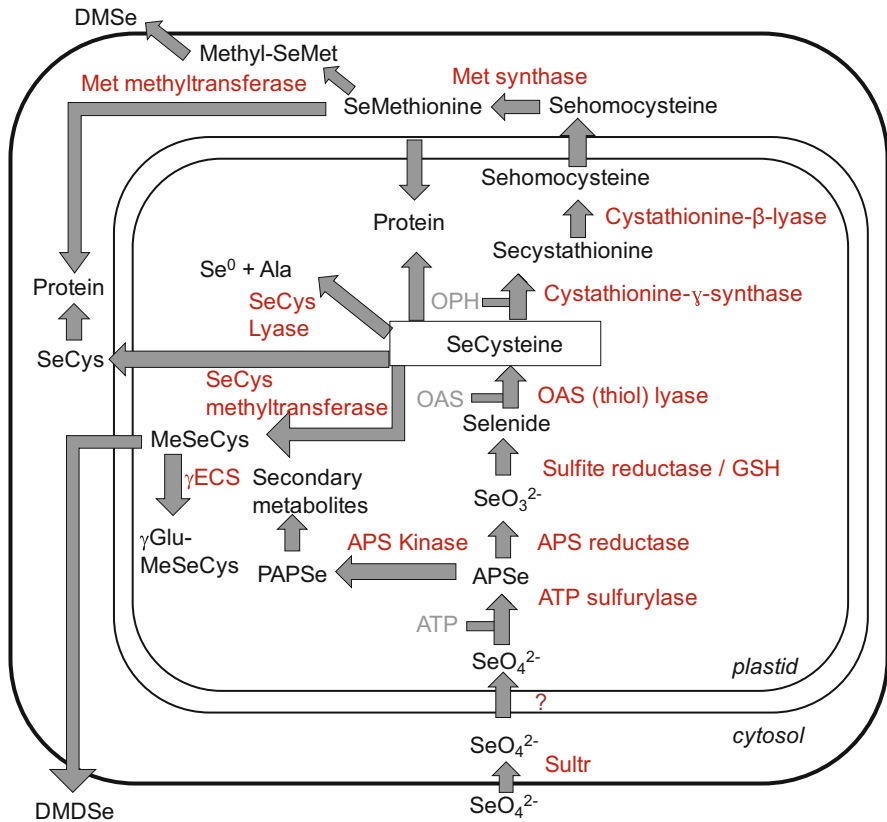 DMSe
Methyl-SeMet
Met methyltransferase
Met synthase
SeMethionine
Sehomocysteine
Sehomocysteine
Protein
Cystathionine-β-lyase
Secystathionine
Se⁰ + Ala
Protein
OPH
Cystathionine-ɣ-synthase
SeCys
Lyase
SeCysteine
SeCys
SeCys
methyltransferase
OAS
OAS (thiol) lyase
Selenide
MeSeCys
γECS
Secondary
metabolites
Sulfite reductase / GSH
SeO₃²⁻
γGlu-
MeSeCys
APS Kinase
APS reductase
PAPSe
APSe
ATP sulfurylase
ATP
SeO₄²⁻
plastid
?
cytosol
SeO₄²⁻
Sultr
SeO₄²⁻
DMDSe